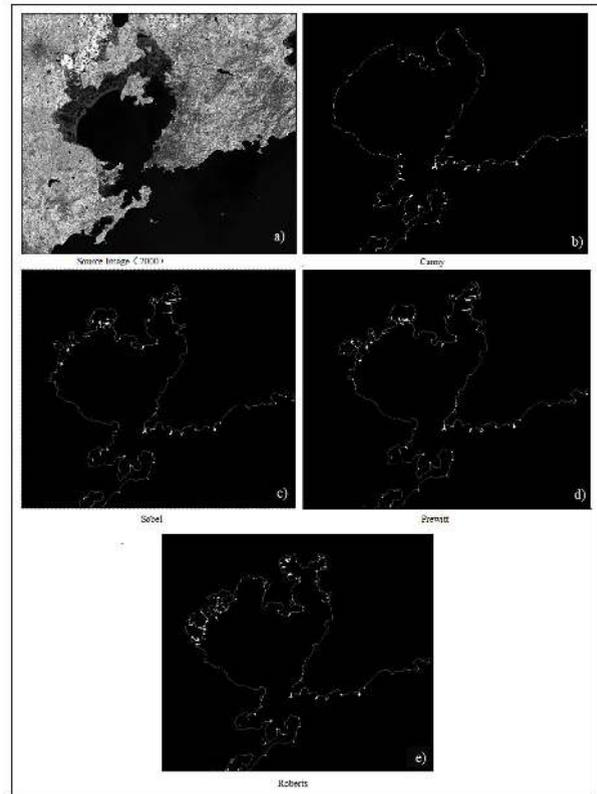 a)
Source Image (2000)
b)
Canny
c)
Sobel
d)
Prewitt
e)
Roberts